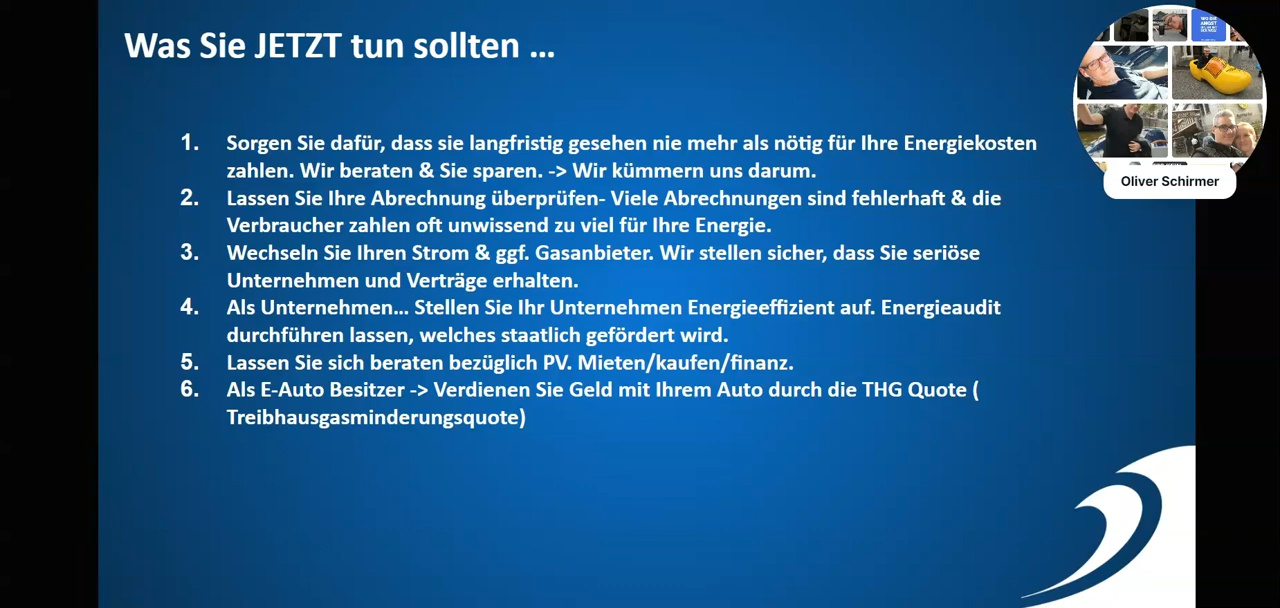 Was Sie JETZT tun sollten ...
1. Sorgen Sie dafür, dass sie langfristig gesehen nie mehr als nötig für Ihre Energiekosten
zahlen. Wir beraten & Sie sparen. -> Wir kümmern uns darum.
2. Lassen Sie Ihre Abrechnung überprüfen- Viele Abrechnungen sind fehlerhaft & die
Verbraucher zahlen oft unwissend zu viel für Ihre Energie.
3. Wechseln Sie Ihren Strom & ggf. Gasanbieter. Wir stellen sicher, dass Sie seriöse
Unternehmen und Verträge erhalten.
4. Als Unternehmen... Stellen Sie Ihr Unternehmen Energieeffizient auf. Energieaudit
durchführen lassen, welches staatlich gefördert wird.
5. Lassen Sie sich beraten bezüglich PV. Mieten/kaufen/finanz.
6. Als E-Auto Besitzer -> Verdienen Sie Geld mit Ihrem Auto durch die THG Quote (
Treibhausgasminderungsquote)
Oliver Schirmer